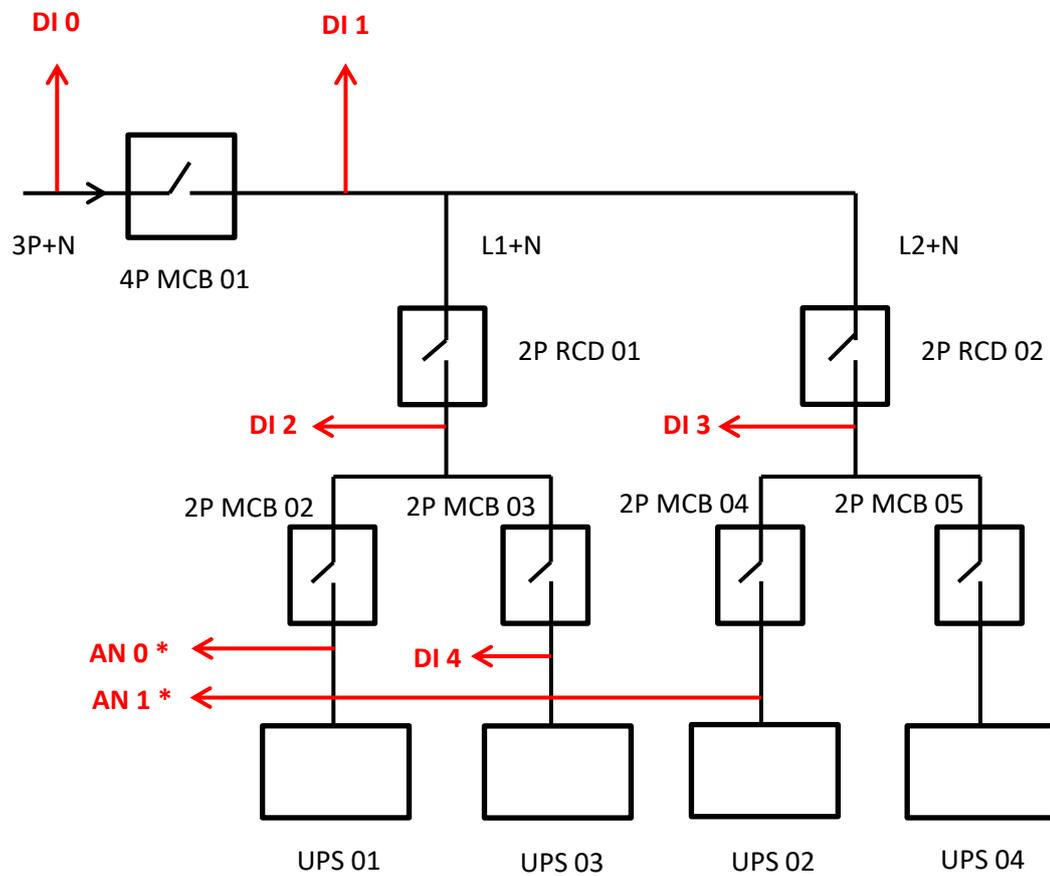 DI 0
DI 1
3P+N
L1+N
L2+N
4P MCB 01
2P RCD 01
2P RCD 02
DI 2
DI 3
2P MCB 02
2P MCB 03
2P MCB 04
2P MCB 05
AN 0 *
DI 4
AN 1 *
UPS 01
UPS 03
UPS 02
UPS 04